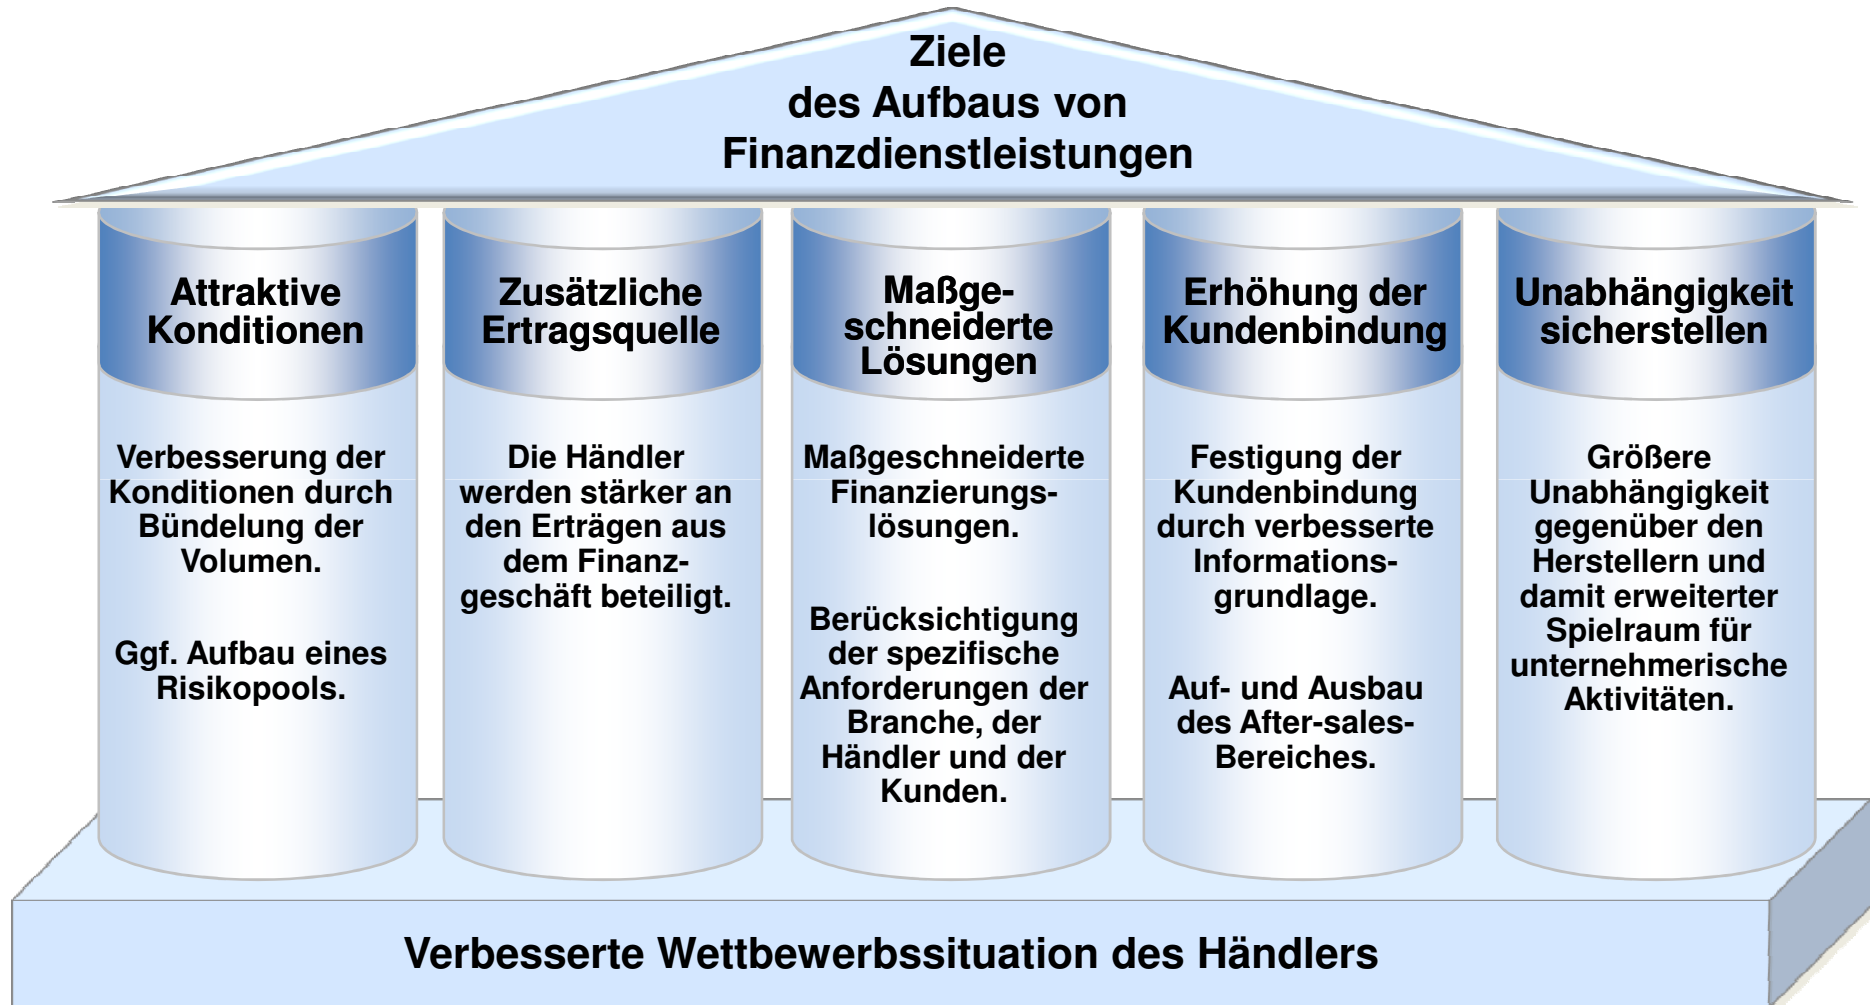 Ziele
des Aufbaus von
Finanzdienstleistungen
Attraktive
Konditionen
Verbesserung der
Konditionen durch
Bündelung der
Volumen.
Ggf. Aufbau eines
Risikopools.
Zusätzliche
Ertragsquelle
Die Händler
werden stärker an
den Erträgen aus
dem Finanz-
geschäft beteiligt.
Maßge-
schneiderte
Lösungen
Maßgeschneiderte
Finanzierungs-
lösungen.
Berücksichtigung
der spezifische
Anforderungen der
Branche, der
Händler und der
Kunden.
Erhöhung der
Kundenbindung
Festigung der
Kundenbindung
durch verbesserte
Informations-
grundlage.
Auf- und Ausbau
des After-sales-
Bereiches.
Unabhängigkeit
sicherstellen
Größere
Unabhängigkeit
gegenüber den
Herstellern und
damit erweiterter
Spielraum für
unternehmerische
Aktivitäten.
Verbesserte Wettbewerbssituation des Händlers